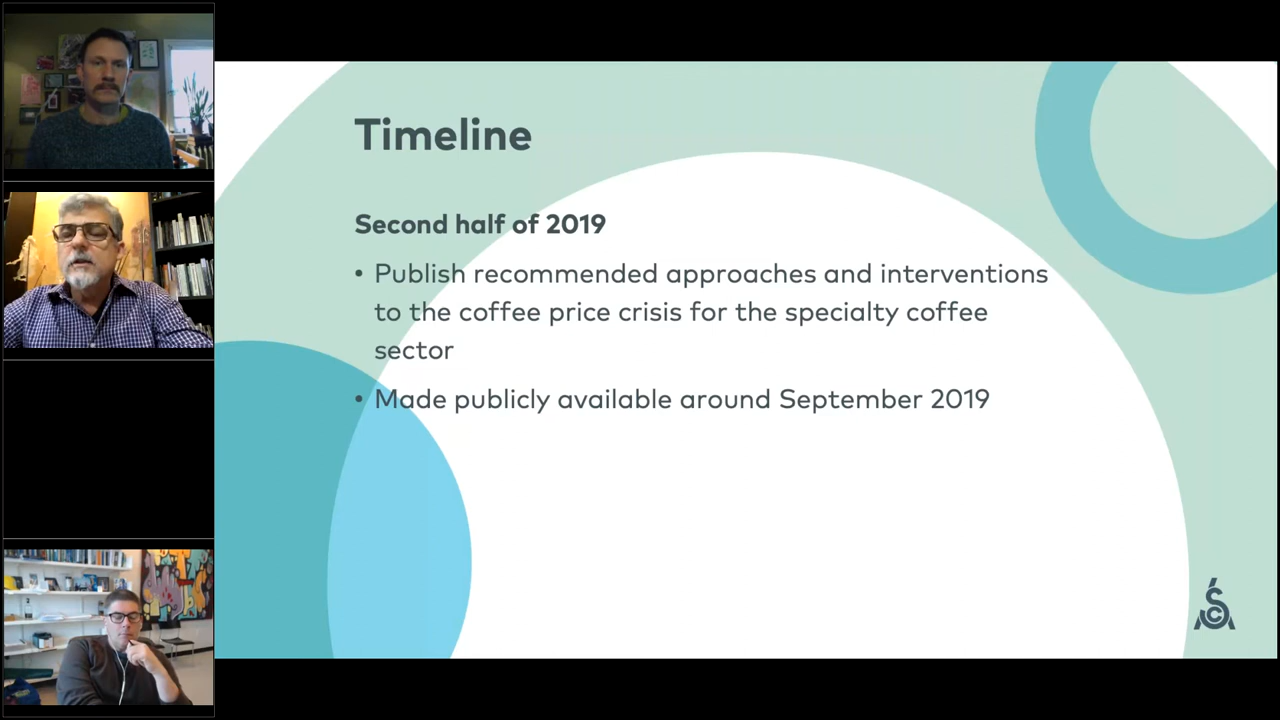 Timeline
Second half of 2019
• Publish recommended approaches and interventions
to the coffee price crisis for the specialty coffee
sector
• Made publicly available around September 2019